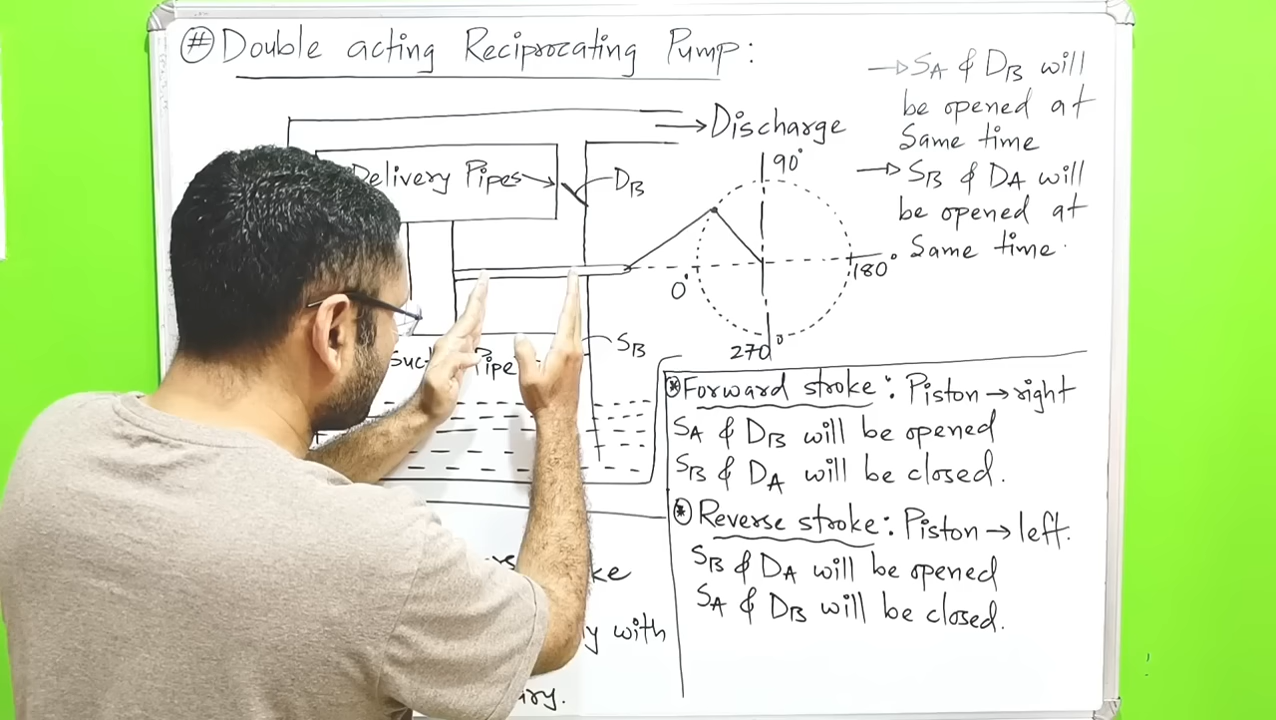 # Double acting Reciprocating Pump:
→ SA & DB will
be opened at
Same time
→ SB & DA will
be opened at
Same time.
→ Discharge
Delivery Pipes →
DB
90°
180°
0°
270°
SB
* Forward stroke: Piston → right
SA & DB will be opened
SB & DA will be closed.
* Reverse stroke: Piston → left.
SB & DA will be opened
SA & DB will be closed.
with